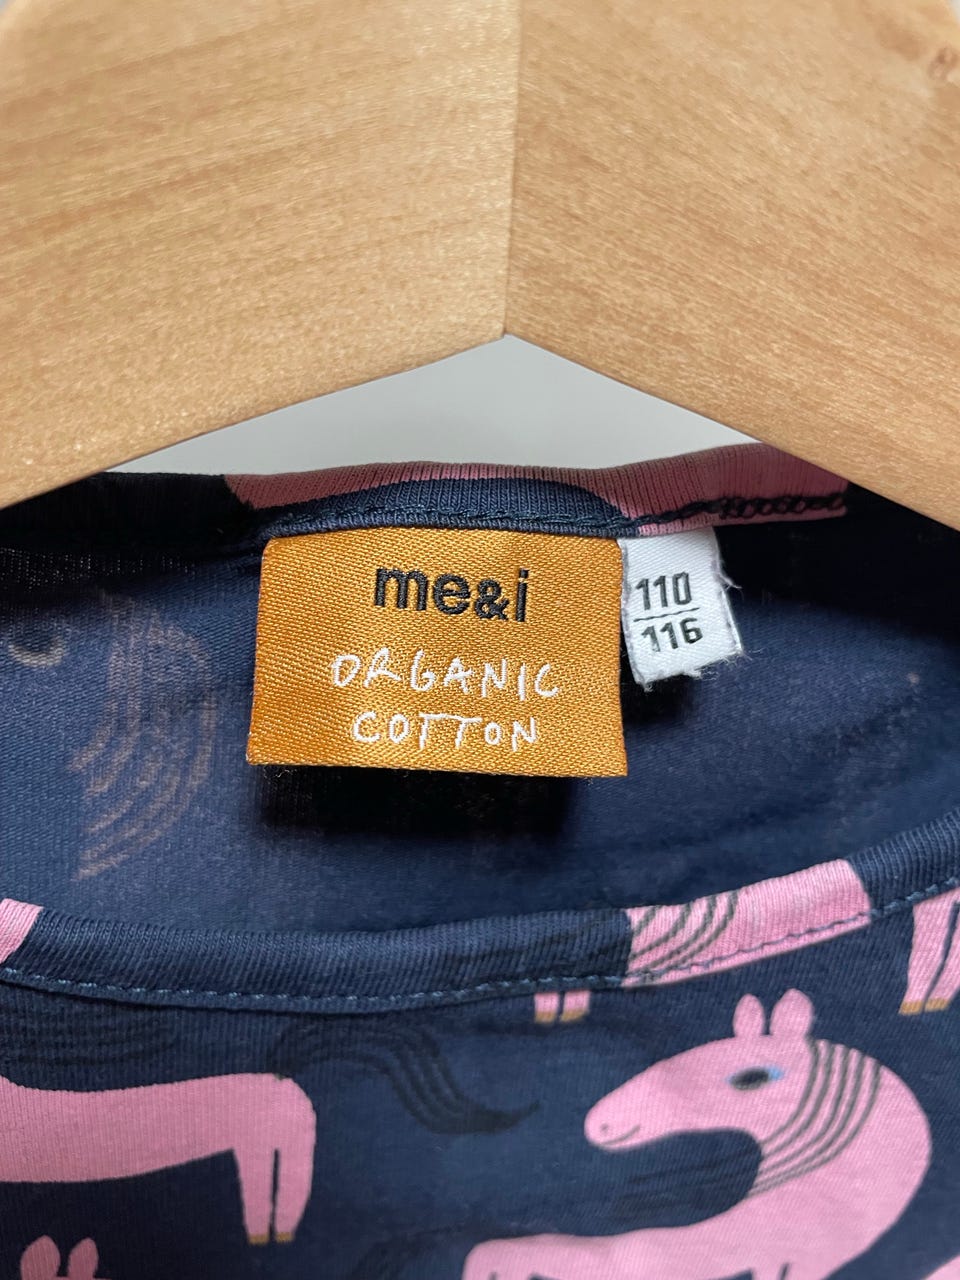 me&i
ORGANIC
COTTON
110
116